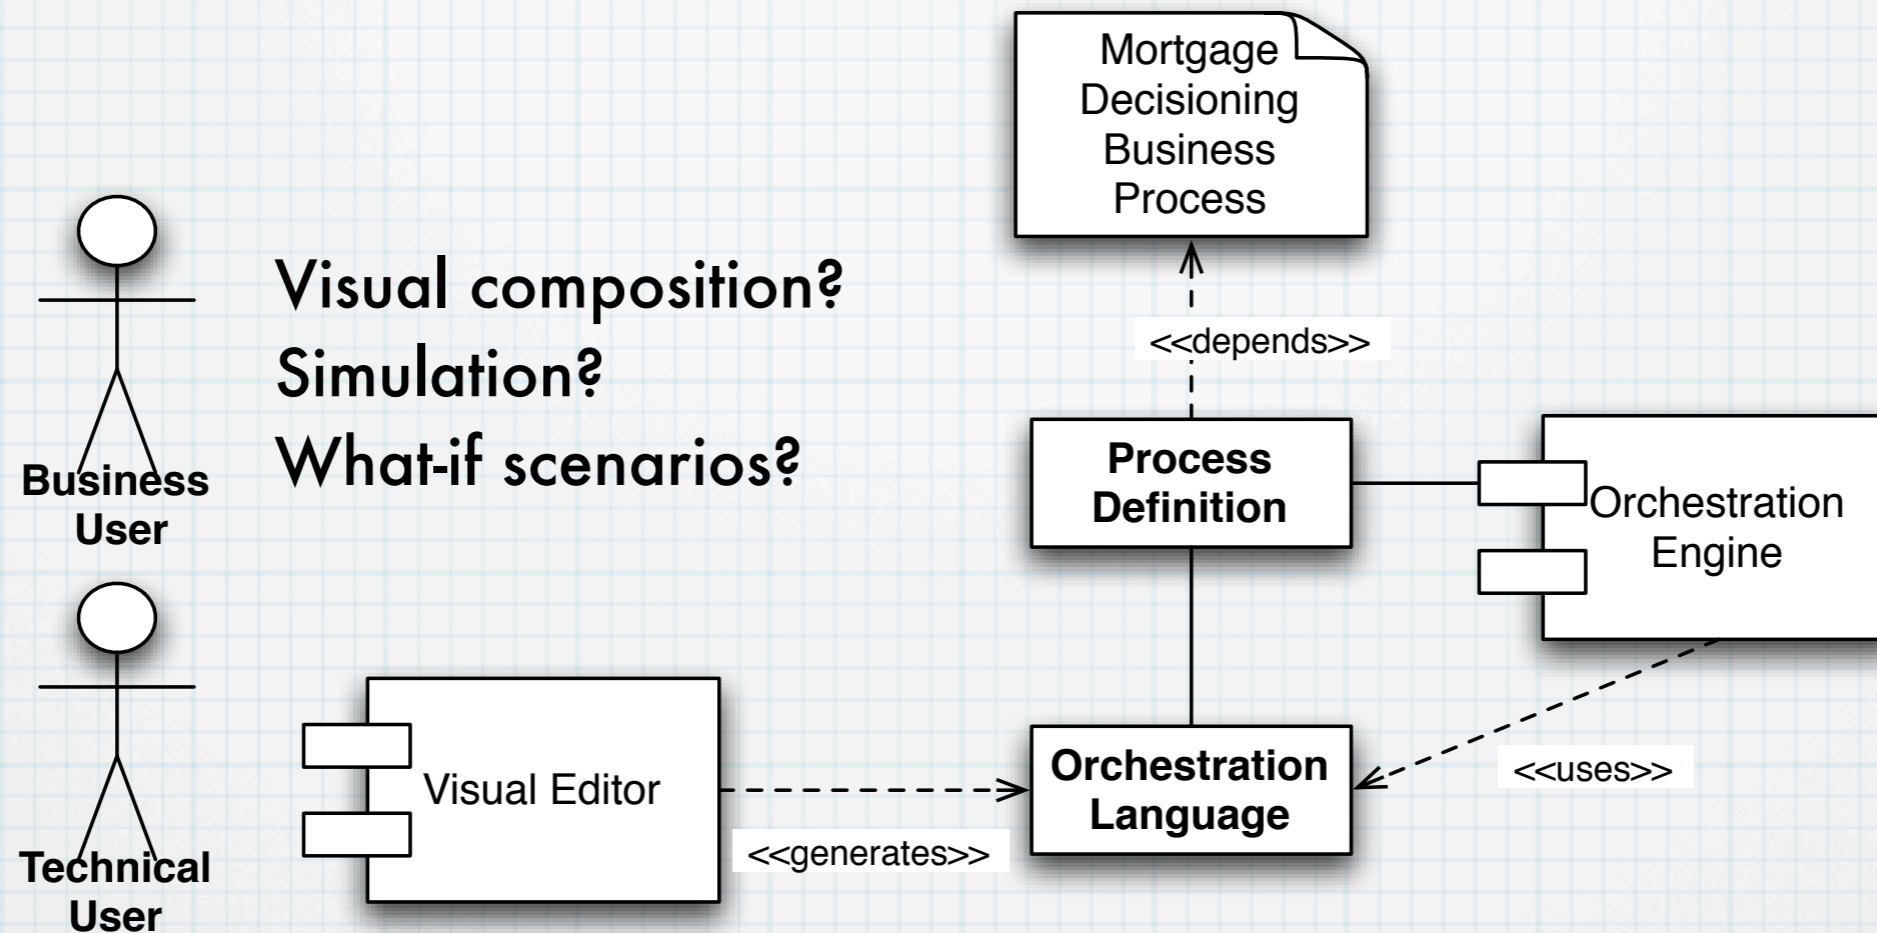 Mortgage
Decisioning
Business
Process
Visual composition?
Simulation?
What-if scenarios?
<<depends>>
Business
User
Process
Definition
Orchestration
Engine
Visual Editor
Orchestration
Language
<<uses>>
<<generates>>
Technical
User